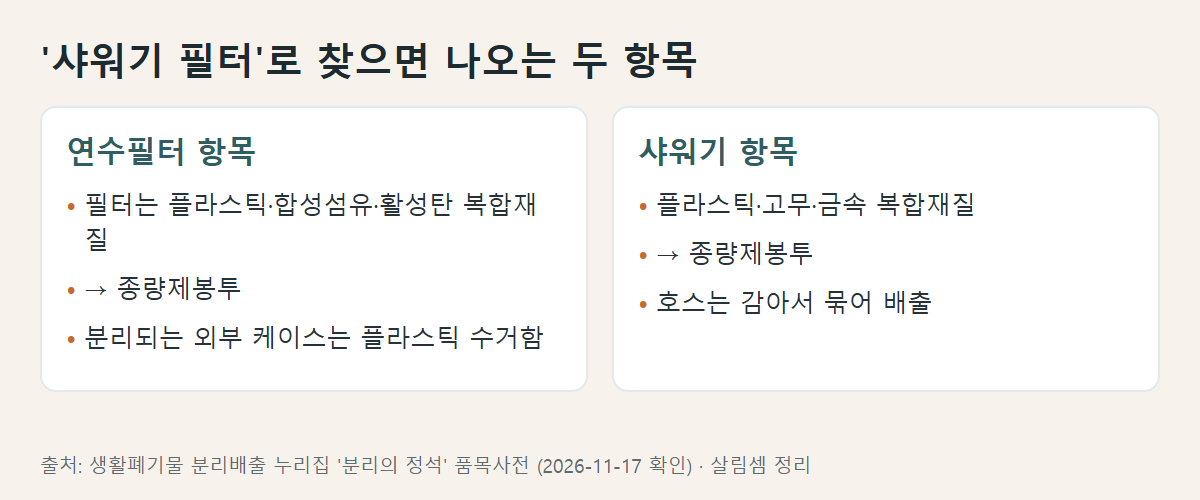 '샤워기 필터'로 찾으면 나오는 두 항목
연수필터 항목
• 필터는 플라스틱·합성섬유·활성탄 복합재
질
• → 종량제봉투
• 분리되는 외부 케이스는 플라스틱 수거함
샤워기 항목
• 플라스틱·고무·금속 복합재질
• → 종량제봉투
• 호스는 감아서 묶어 배출
출처: 생활폐기물 분리배출 누리집 '분리의 정석' 품목사전 (2026-11-17 확인) · 살림셈 정리